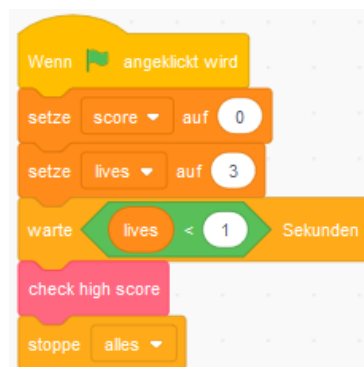 Wenn angeklickt wird
setze score auf 0
setze lives auf 3
warte lives < 1 Sekunden
check high score
stoppe alles